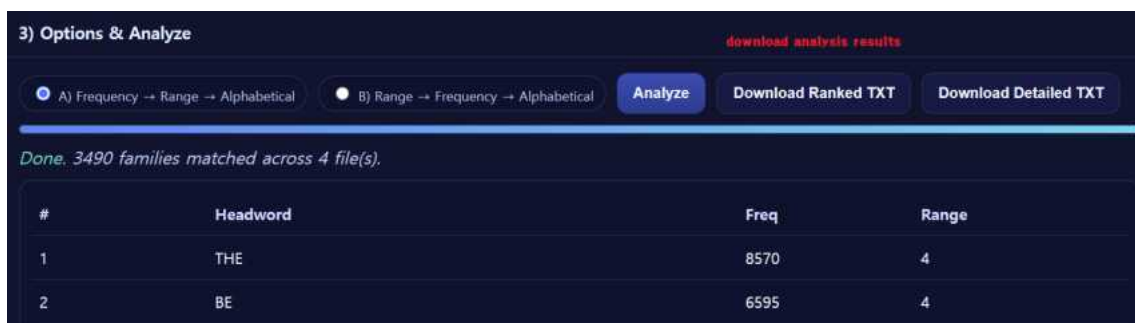 3) Options & Analyze
download analysis results
A) Frequency → Range → Alphabetical B) Range → Frequency → Alphabetical Analyze Download Ranked TXT Download Detailed TXT
Done. 3490 families matched across 4 file(s).
# Headword Freq Range
1 THE 8570 4
2 BE 6595 4